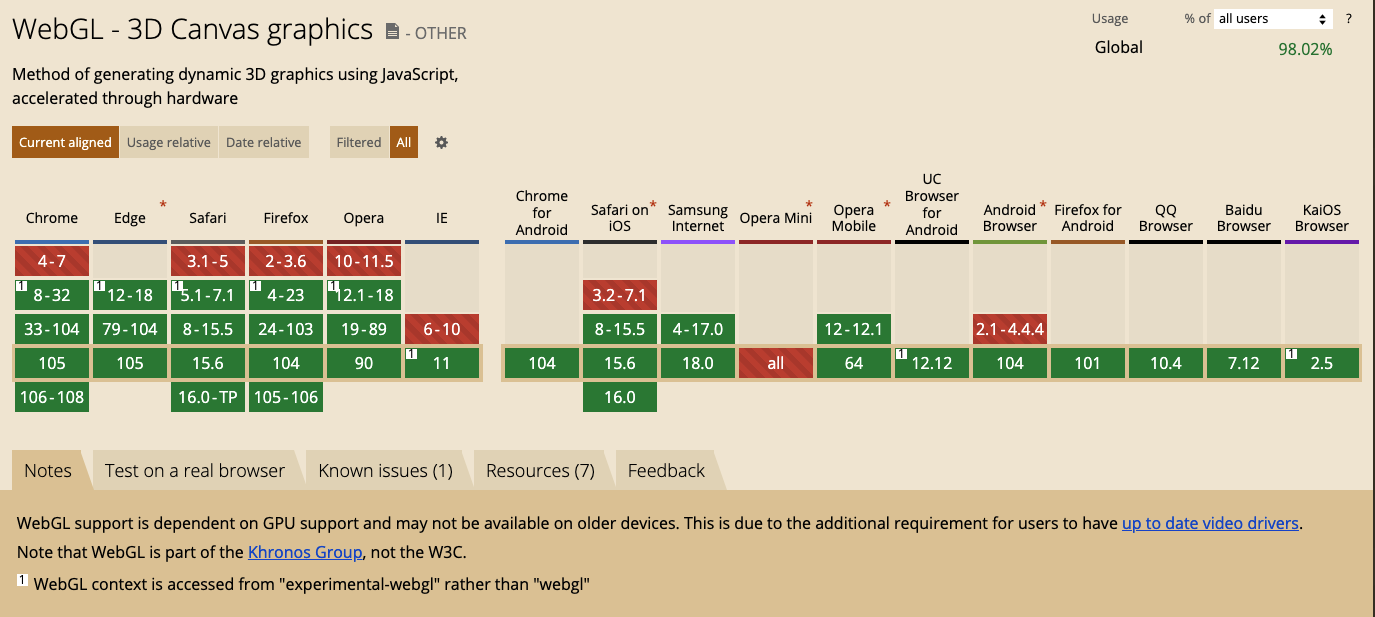 WebGL - 3D Canvas graphics - OTHER
Usage % of all users ?
Global 98.02%
Method of generating dynamic 3D graphics using JavaScript,
accelerated through hardware
Current aligned Usage relative Date relative Filtered All
Chrome Edge * Safari Firefox Opera IE
Chrome for Android Safari on iOS * Samsung Internet Opera Mini * Opera Mobile * UC Browser for Android Android Browser * Firefox for Android QQ Browser Baidu Browser KaiOS Browser
4-7 3.1-5 2-3.6 10-11.5
1 8-32 1 12-18 1 5.1-7.1 1 4-23 1 12.1-18 3.2-7.1
33-104 79-104 8-15.5 24-103 19-89 6-10 8-15.5 4-17.0 12-12.1 2.1-4.4.4
105 105 15.6 104 90 1 11 104 15.6 18.0 all 64 1 12.12 104 101 10.4 7.12 1 2.5
106-108 16.0-TP 105-106 16.0
Notes Test on a real browser Known issues (1) Resources (7) Feedback
WebGL support is dependent on GPU support and may not be available on older devices. This is due to the additional requirement for users to have up to date video drivers.
Note that WebGL is part of the Khronos Group, not the W3C.
1 WebGL context is accessed from "experimental-webgl" rather than "webgl"